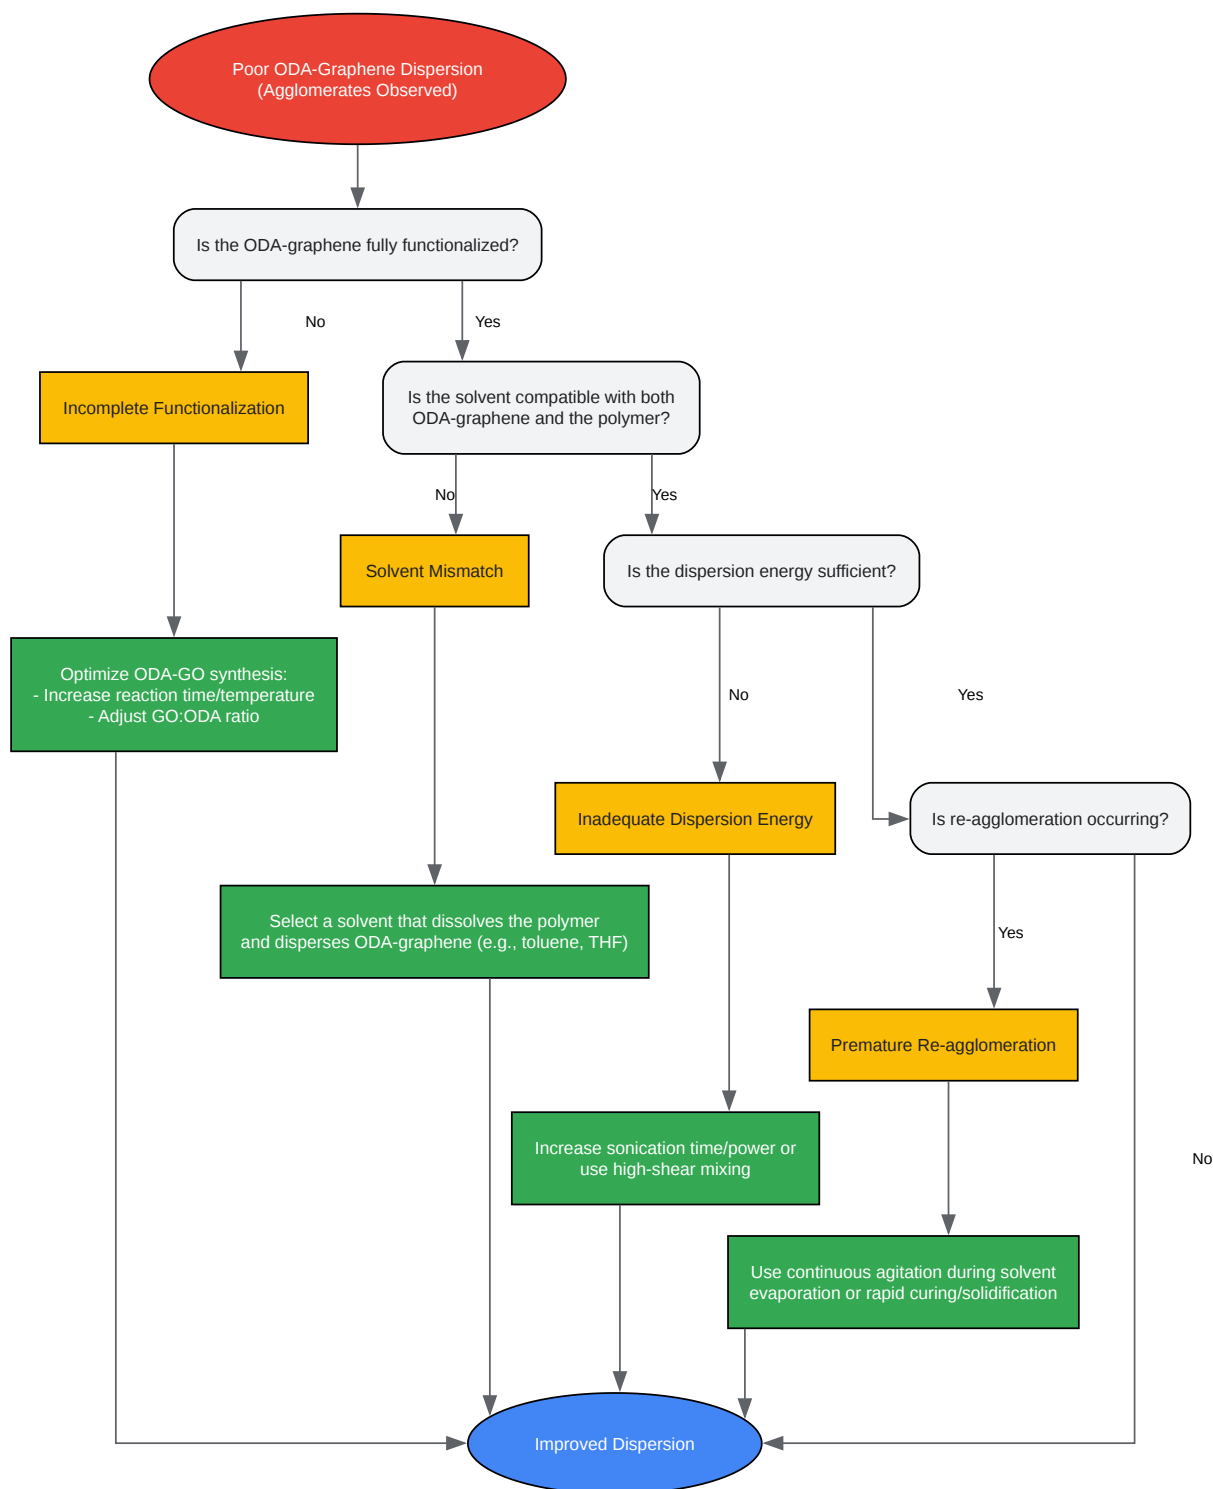 Poor ODA-Graphene Dispersion
(Agglomerates Observed)
Is the ODA-graphene fully functionalized?
No
Yes
Incomplete Functionalization
Is the solvent compatible with both
ODA-graphene and the polymer?
No
Yes
Solvent Mismatch
Is the dispersion energy sufficient?
Optimize ODA-GO synthesis:
- Increase reaction time/temperature
- Adjust GO:ODA ratio
No
Yes
Inadequate Dispersion Energy
Is re-agglomeration occurring?
Select a solvent that dissolves the polymer
and disperses ODA-graphene (e.g., toluene, THF)
Yes
Premature Re-agglomeration
Increase sonication time/power or
use high-shear mixing
No
Use continuous agitation during solvent
evaporation or rapid curing/solidification
Improved Dispersion